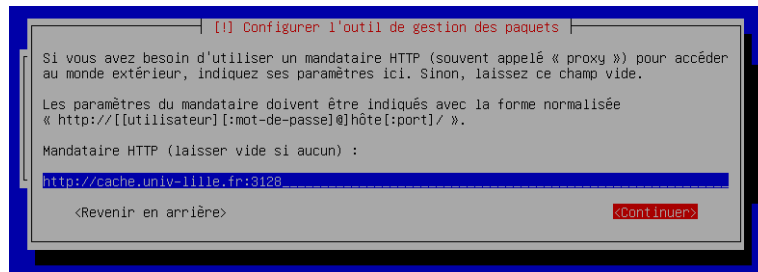 [!] Configurer l'outil de gestion des paquets
Si vous avez besoin d'utiliser un mandataire HTTP (souvent appelé « proxy ») pour accéder
au monde extérieur, indiquez ses paramètres ici. Sinon, laissez ce champ vide.
Les paramètres du mandataire doivent être indiqués avec la forme normalisée
« http://[[utilisateur][:mot-de-passe]@]hôte[:port]/ ».
Mandataire HTTP (laisser vide si aucun) :
http://cache.univ-lille.fr:3128
<Revenir en arrière> <Continuer>